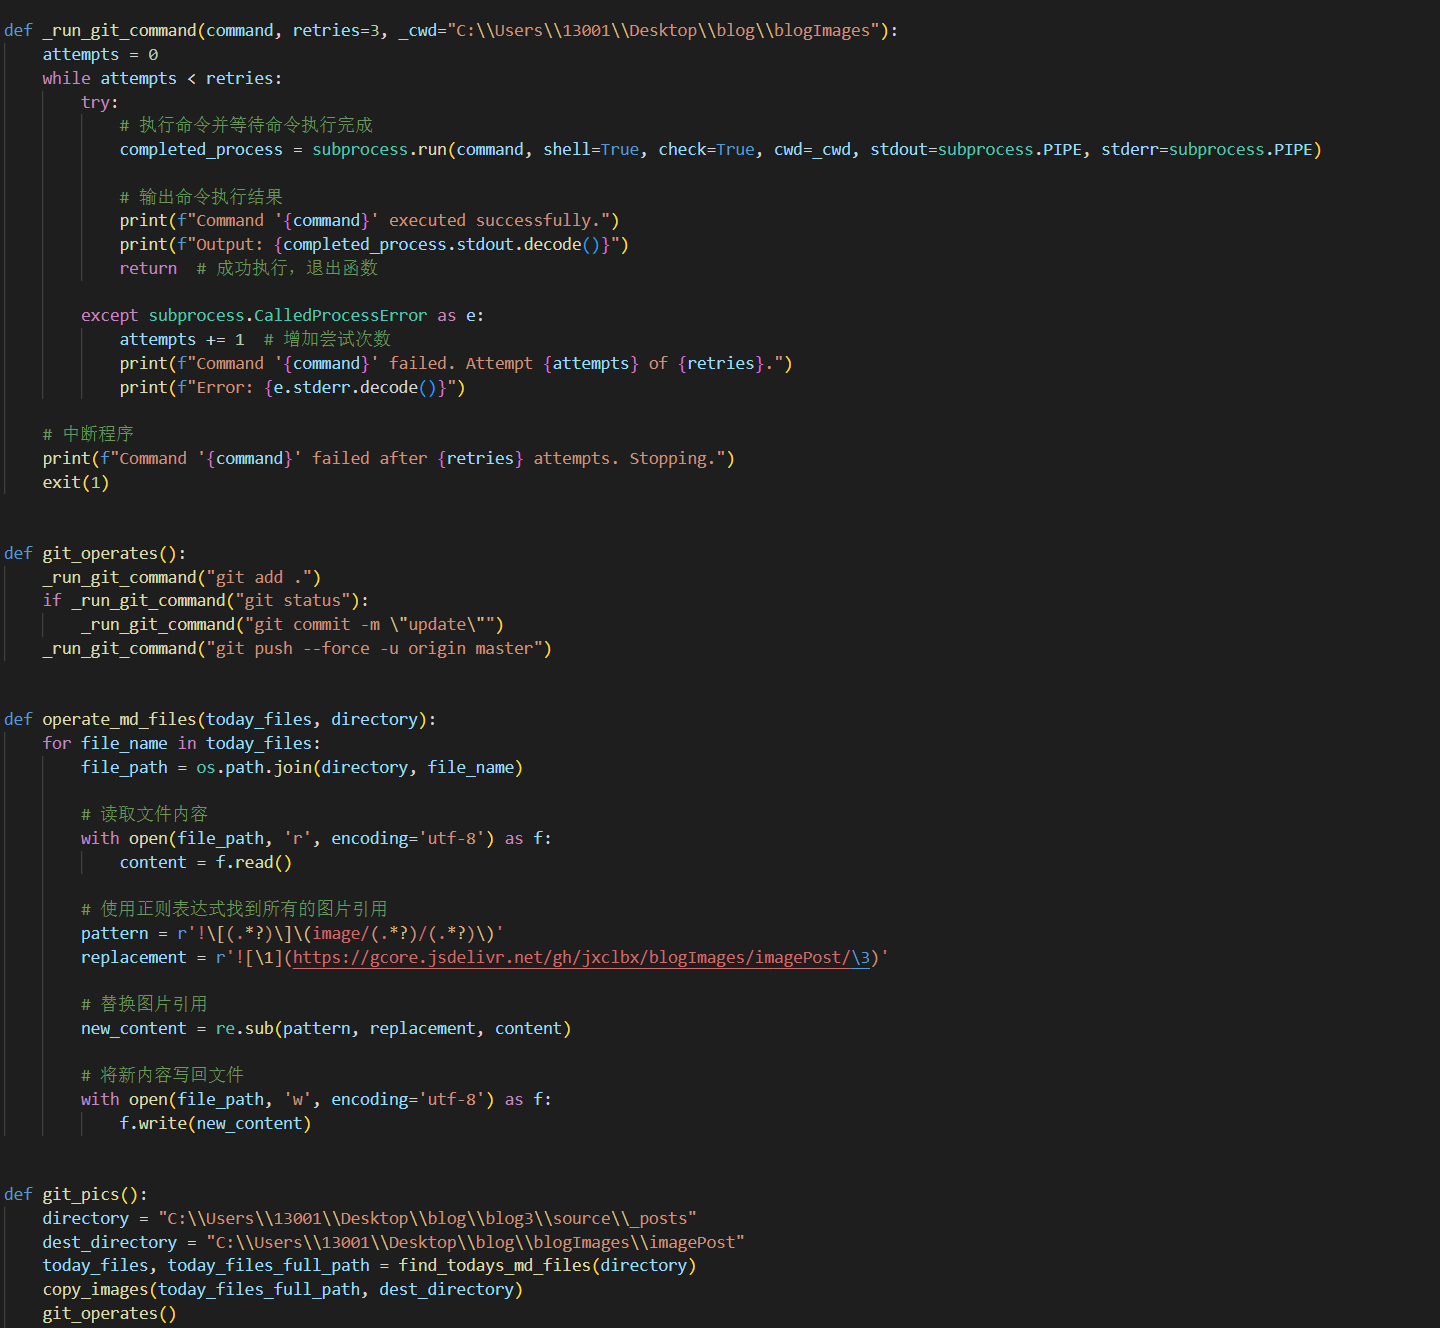 def _run_git_command(command, retries=3, _cwd="C:\\Users\\13001\\Desktop\\blog\\blogImages"):
    attempts = 0
    while attempts < retries:
        try:
            # 执行命令并等待命令执行完成
            completed_process = subprocess.run(command, shell=True, check=True, cwd=_cwd, stdout=subprocess.PIPE, stderr=subprocess.PIPE)

            # 输出命令执行结果
            print(f"Command '{command}' executed successfully.")
            print(f"Output: {completed_process.stdout.decode()}")
            return  # 成功执行，退出函数

        except subprocess.CalledProcessError as e:
            attempts += 1  # 增加尝试次数
            print(f"Command '{command}' failed. Attempt {attempts} of {retries}.")
            print(f"Error: {e.stderr.decode()}")

    # 中断程序
    print(f"Command '{command}' failed after {retries} attempts. Stopping.")
    exit(1)


def git_operates():
    _run_git_command("git add .")
    if _run_git_command("git status"):
        _run_git_command("git commit -m \"update\"")
    _run_git_command("git push --force -u origin master")


def operate_md_files(today_files, directory):
    for file_name in today_files:
        file_path = os.path.join(directory, file_name)

        # 读取文件内容
        with open(file_path, 'r', encoding='utf-8') as f:
            content = f.read()

        # 使用正则表达式找到所有的图片引用
        pattern = r'!\[(.*?)\]\(image/(.*?)/(.*?)\)'
        replacement = r'![\1](https://gcore.jsdelivr.net/gh/jxclbx/blogImages/imagePost/\3)'

        # 替换图片引用
        new_content = re.sub(pattern, replacement, content)

        # 将新内容写回文件
        with open(file_path, 'w', encoding='utf-8') as f:
            f.write(new_content)


def git_pics():
    directory = "C:\\Users\\13001\\Desktop\\blog\\blog3\\source\\_posts"
    dest_directory = "C:\\Users\\13001\\Desktop\\blog\\blogImages\\imagePost"
    today_files, today_files_full_path = find_todays_md_files(directory)
    copy_images(today_files_full_path, dest_directory)
    git_operates()